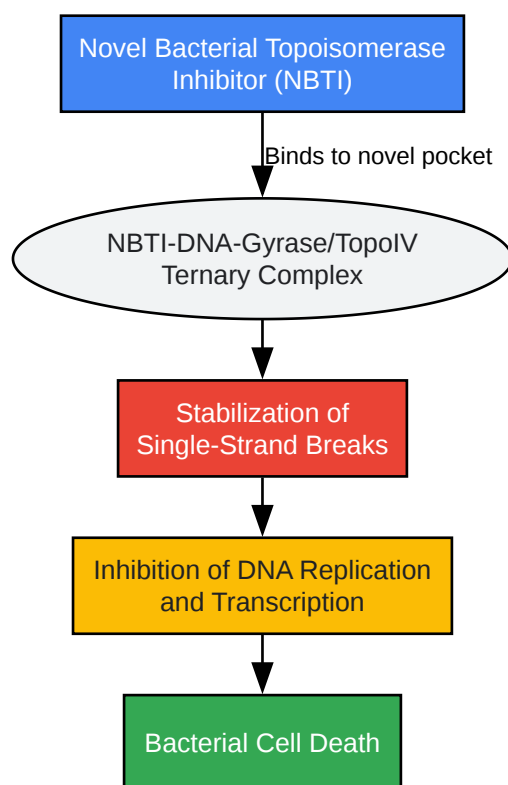 Novel Bacterial Topoisomerase
Inhibitor (NBTI)
Binds to novel pocket
NBTI-DNA-Gyrase/TopoIV
Ternary Complex
Stabilization of
Single-Strand Breaks
Inhibition of DNA Replication
and Transcription
Bacterial Cell Death